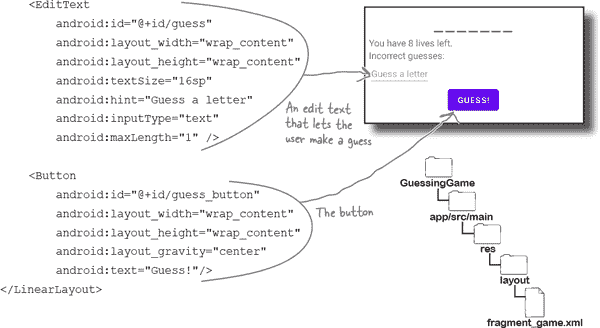 <EditText
android:id="@+id/guess"
android:layout_width="wrap_content"
android:layout_height="wrap_content"
android:textSize="16sp"
android:hint="Guess a letter"
android:inputType="text"
android:maxLength="1" />
<Button
android:id="@+id/guess_button"
android:layout_width="wrap_content"
android:layout_height="wrap_content"
android:layout_gravity="center"
android:text="Guess!"/>
</LinearLayout>
An edit text
that lets the
user make a guess
The button
_ _ _ _ _ _ _
You have 8 lives left.
Incorrect guesses:
Guess a letter
GUESS!
GuessingGame
app/src/main
res
layout
fragment_game.xml